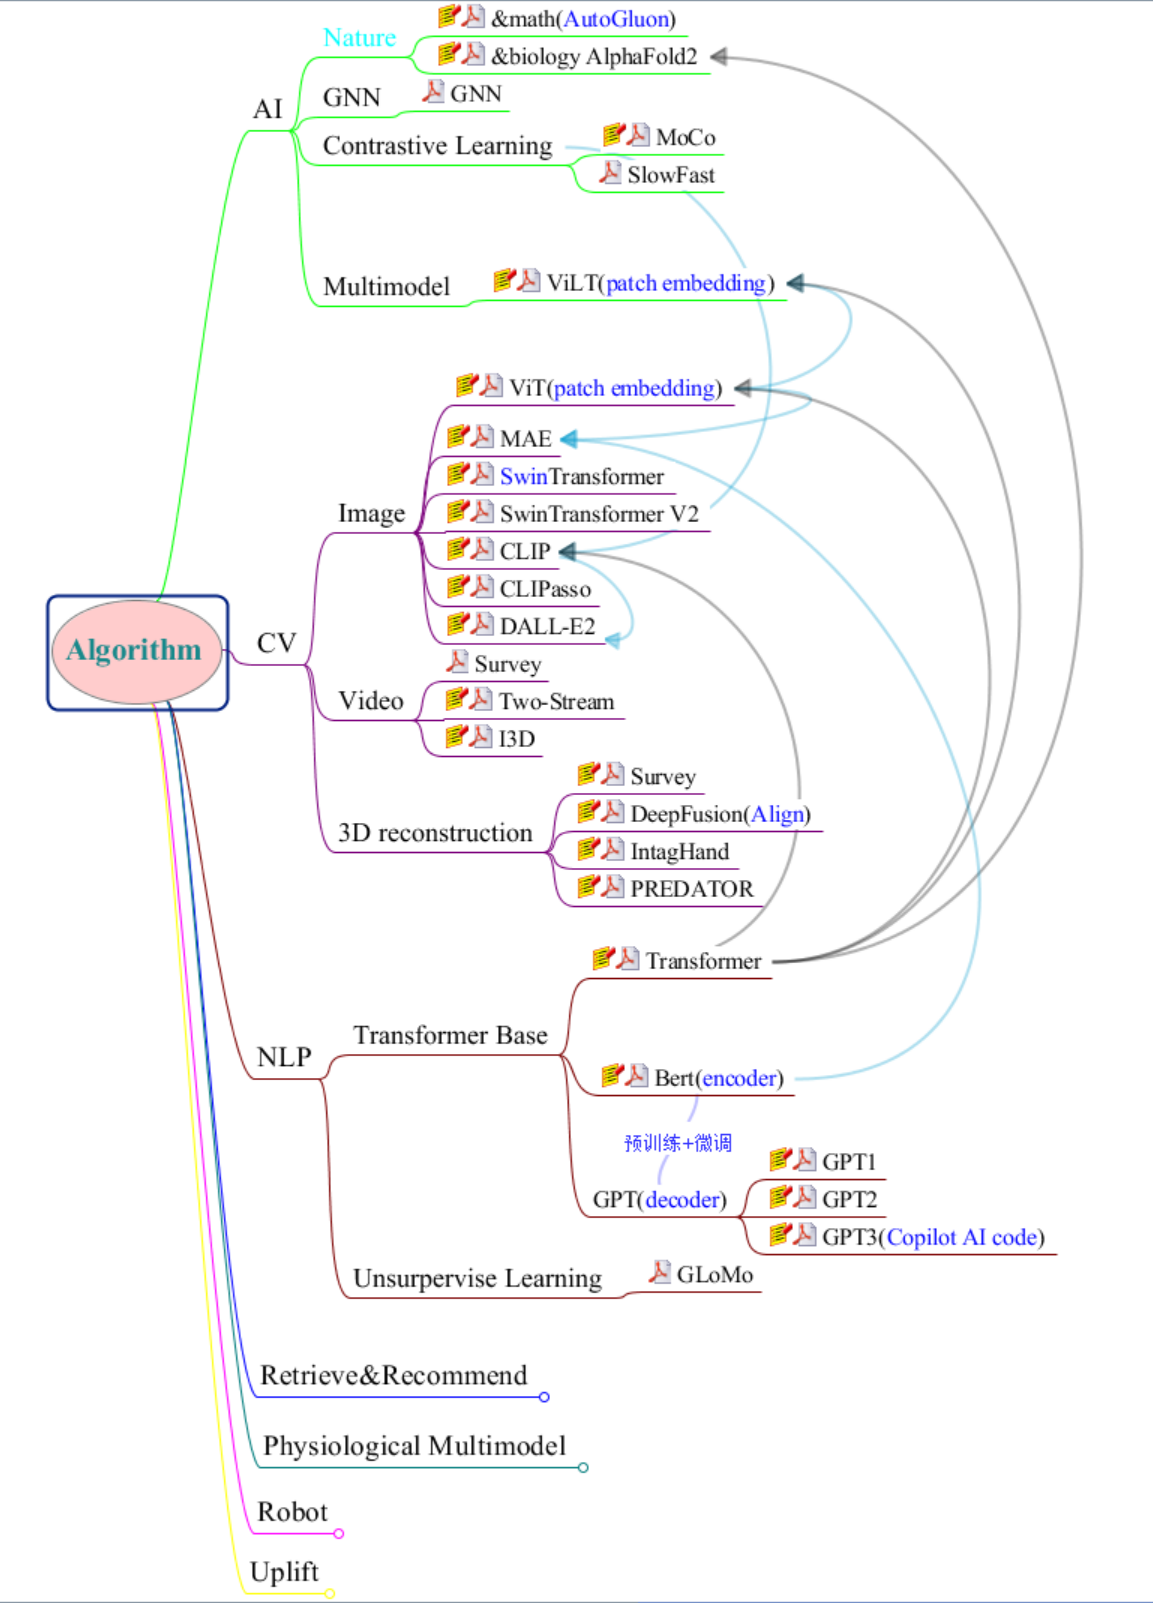 Nature
&math(AutoGluon)
&biology AlphaFold2
AI
GNN
GNN
Contrastive Learning
MoCo
SlowFast
Multimodel
ViLT(patch embedding)
ViT(patch embedding)
MAE
SwinTransformer
Image
SwinTransformer V2
CLIP
CLIPasso
DALL-E2
Algorithm
CV
Survey
Video
Two-Stream
I3D
Survey
DeepFusion(Align)
3D reconstruction
IntagHand
PREDATOR
Transformer
Transformer Base
NLP
Bert(encoder)
预训练+微调
GPT1
GPT(decoder)
GPT2
GPT3(Copilot AI code)
Unsurpervise Learning
GLoMo
Retrieve&Recommend
Physiological Multimodel
Robot
Uplift